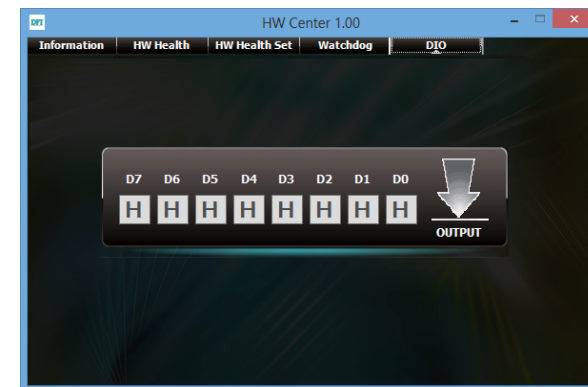 DFI
HW Center 1.00
Information HW Health HW Health Set Watchdog DIO
D7 D6 D5 D4 D3 D2 D1 D0
H H H H H H H H
OUTPUT